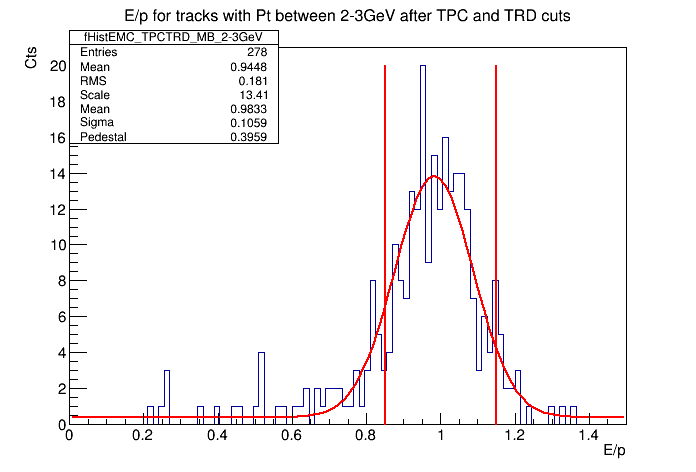 E/p for tracks with Pt between 2-3GeV after TPC and TRD cuts
fHistEMC_TPCTRD_MB_2-3GeV
Entries 278
Mean 0.9448
RMS 0.181
Scale 13.41
Mean 0.9833
Sigma 0.1059
Pedestal 0.3959
Cts
20
18
16
14
12
10
8
6
4
2
0
0 0.2 0.4 0.6 0.8 1 1.2 1.4
E/p